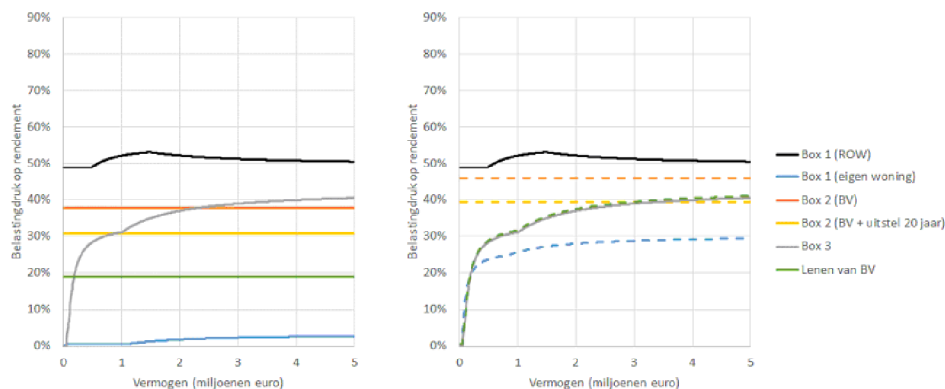 90%
80%
70%
60%
50%
40%
30%
20%
10%
0%
Belastingdruk op rendement
0 1 2 3 4 5
Vermogen (miljoenen euro)
90%
80%
70%
60%
50%
40%
30%
20%
10%
0%
Belastingdruk op rendement
0 1 2 3 4 5
Vermogen (miljoenen euro)
Box 1 (ROW)
Box 1 (eigen woning)
Box 2 (BV)
Box 2 (BV + uitstel 20 jaar)
Box 3
Lenen van BV